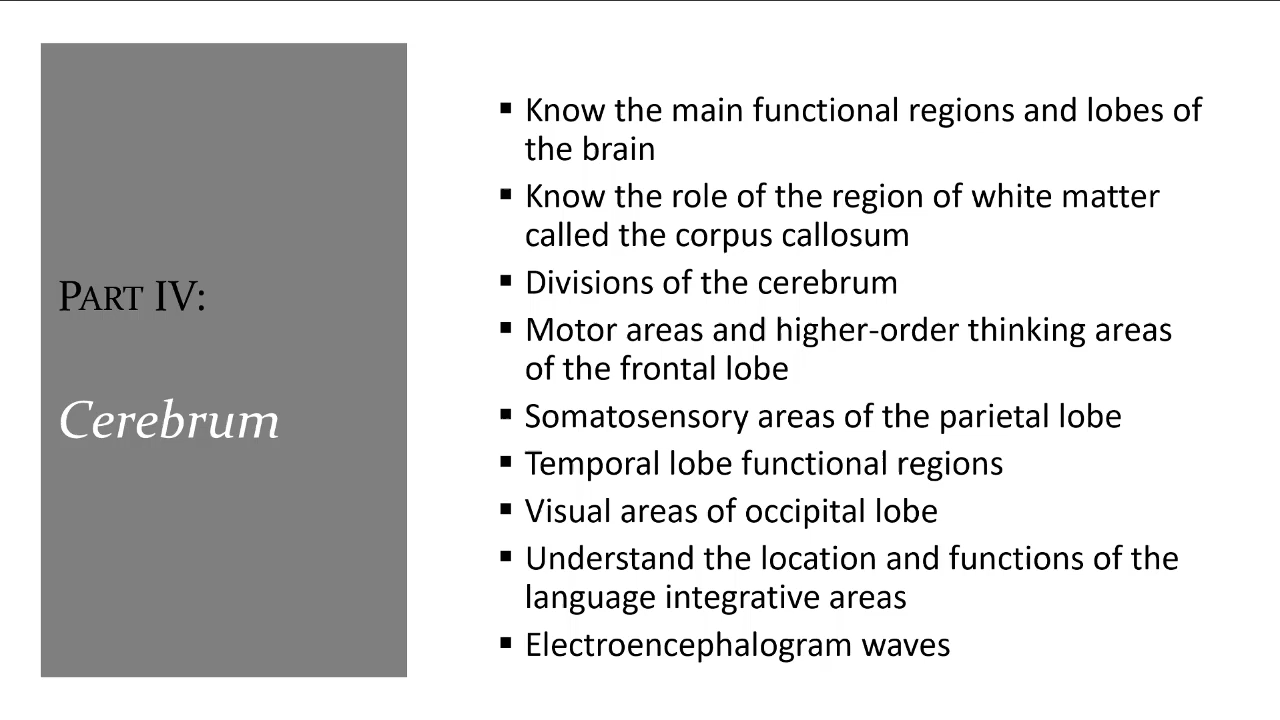 PART IV:
Cerebrum
▪ Know the main functional regions and lobes of
the brain
▪ Know the role of the region of white matter
called the corpus callosum
▪ Divisions of the cerebrum
▪ Motor areas and higher-order thinking areas
of the frontal lobe
▪ Somatosensory areas of the parietal lobe
▪ Temporal lobe functional regions
▪ Visual areas of occipital lobe
▪ Understand the location and functions of the
language integrative areas
▪ Electroencephalogram waves